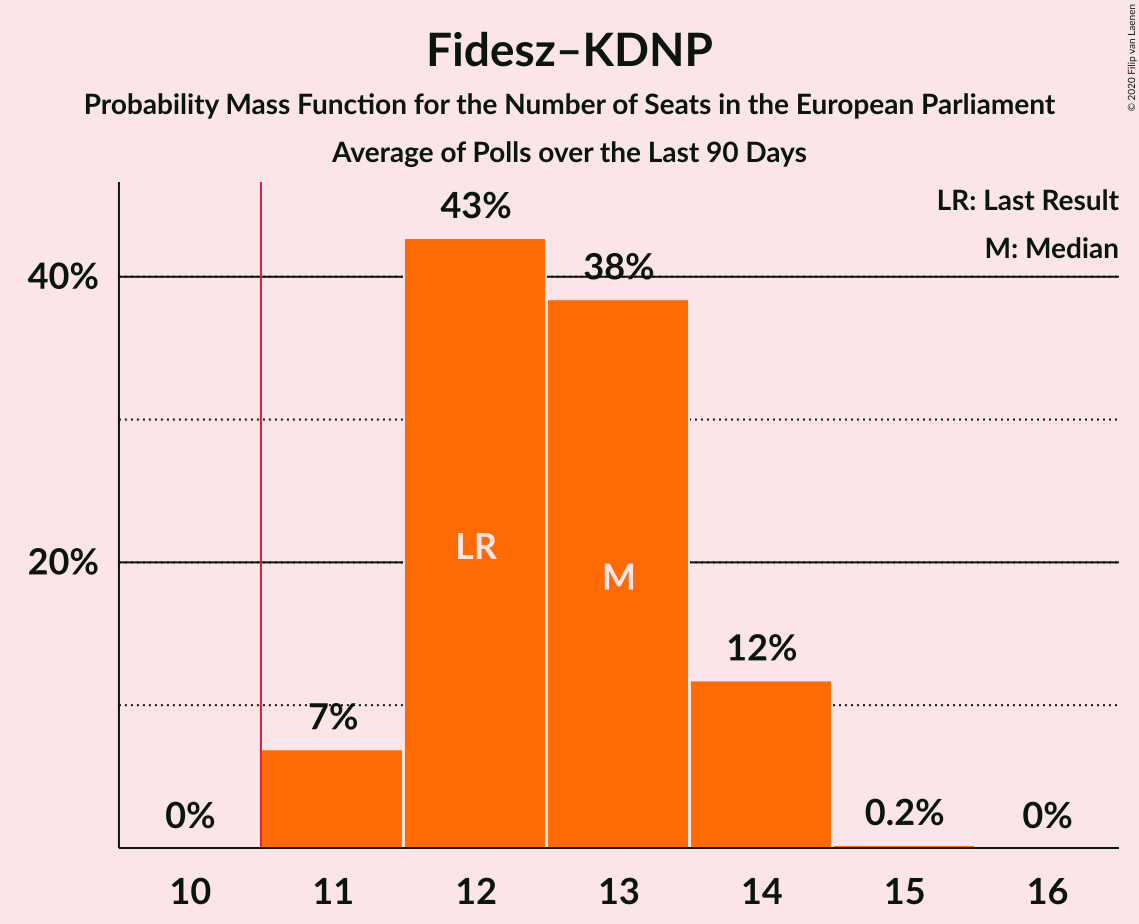 Fidesz–KDNP
Probability Mass Function for the Number of Seats in the European Parliament
Average of Polls over the Last 90 Days
© 2020 Filip van Laenen
LR: Last Result
M: Median
43%
38%
40%
LR
M
20%
12%
7%
0%
0.2%
0%
10
11
12
13
14
15
16